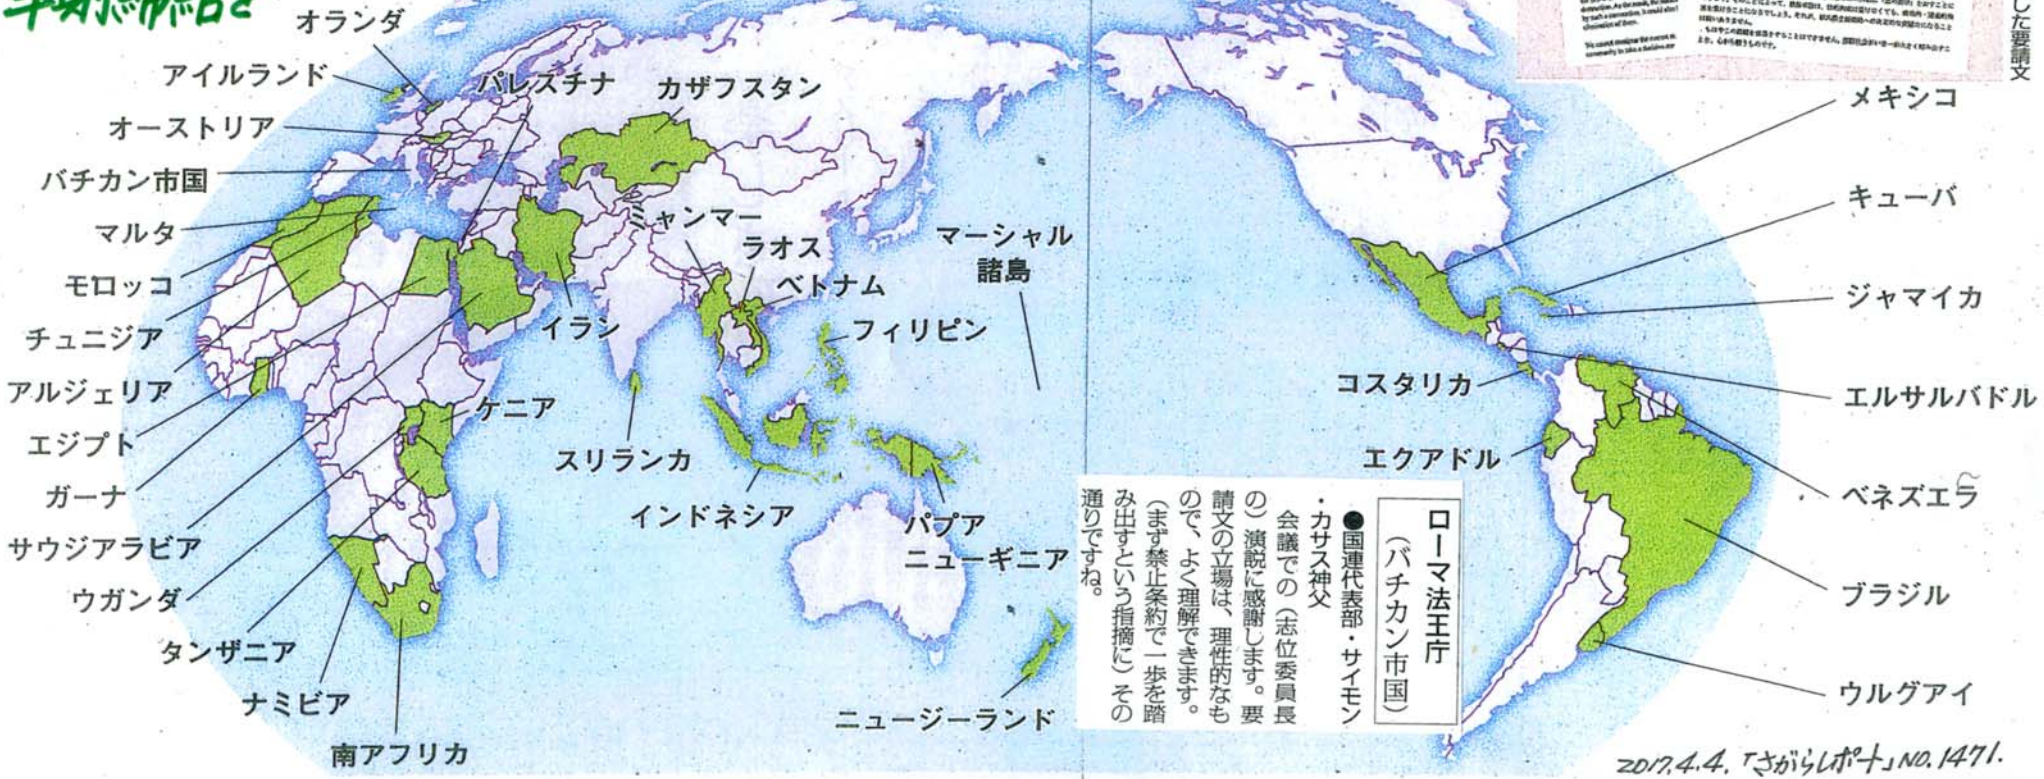 早期締結を
した要請文
オランダ
アイルランド
オーストリア
バチカン市国
マルタ
モロッコ
チュニジア
アルジェリア
エジプト
ガーナ
サウジアラビア
ウガンダ
タンザニア
ナミビア
南アフリカ
パレスチナ
カザフスタン
ミャンマー
ラオス
ベトナム
フィリピン
イラン
ケニア
スリランカ
インドネシア
マーシャル
諸島
パプア
ニューギニア
ニュージーランド
メキシコ
キューバ
ジャマイカ
コスタリカ
エルサルバドル
エクアドル
ベネズエラ
ブラジル
ウルグアイ
ローマ法王庁
（バチカン市国）
●国連代表部・サイモン
・カサス神父
会議での（志位委員長
の）演説に感謝します。要
請文の立場は、理性的なも
ので、よく理解できます。
（まず禁止条約で一歩を踏
み出すという指摘に）その
通りですね。
2017.4.4.「さがらレポート」NO.1471.